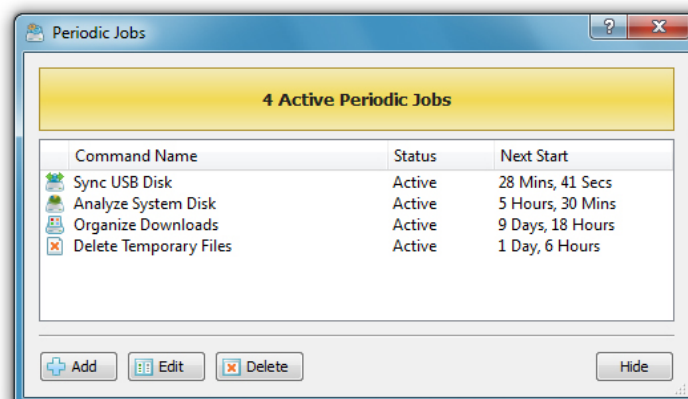 Periodic Jobs
4 Active Periodic Jobs
Command Name Status Next Start
Sync USB Disk Active 28 Mins, 41 Secs
Analyze System Disk Active 5 Hours, 30 Mins
Organize Downloads Active 9 Days, 18 Hours
Delete Temporary Files Active 1 Day, 6 Hours
Add Edit Delete Hide